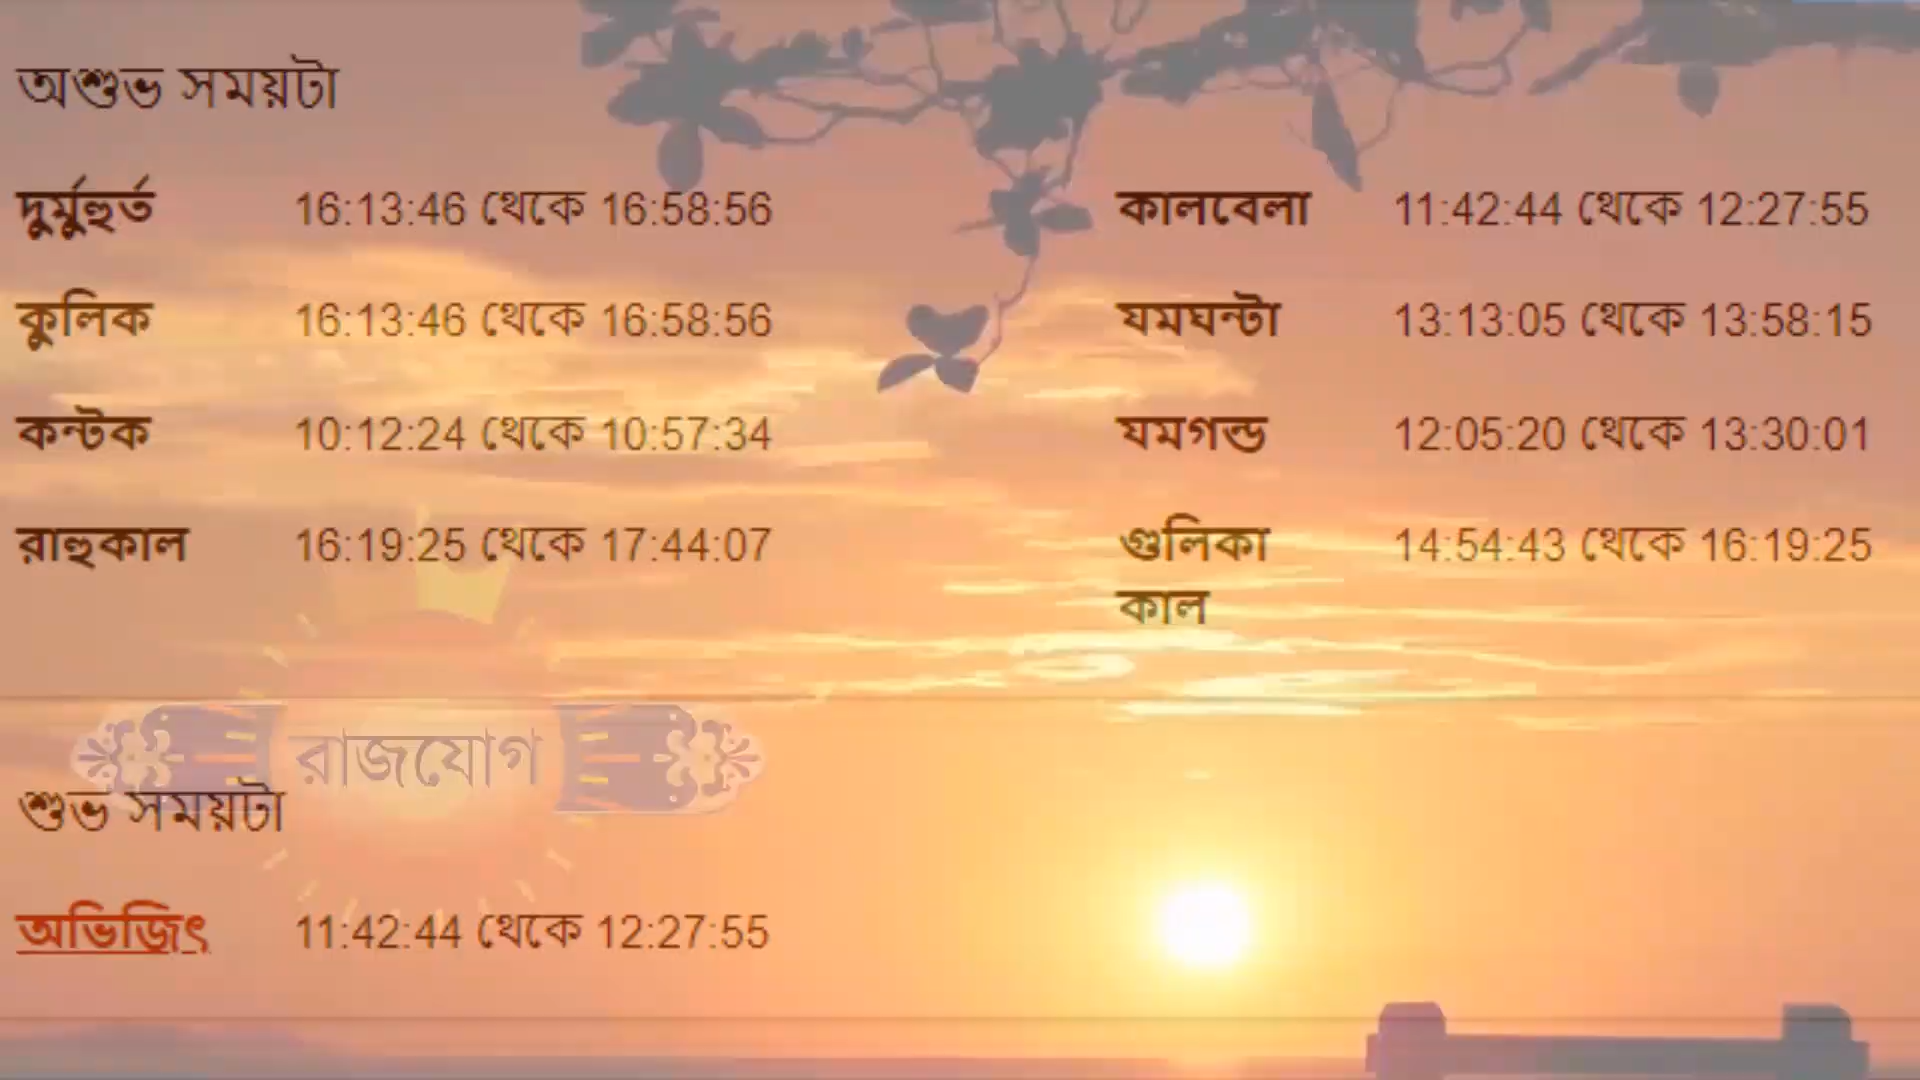 অশুভ সময়টা
দুর্মুহুর্ত 16:13:46 থেকে 16:58:56 কালবেলা 11:42:44 থেকে 12:27:55
কুলিক 16:13:46 থেকে 16:58:56 যমঘন্টা 13:13:05 থেকে 13:58:15
কন্টক 10:12:24 থেকে 10:57:34 যমগন্ড 12:05:20 থেকে 13:30:01
রাহুকাল 16:19:25 থেকে 17:44:07 গুলিকা 14:54:43 থেকে 16:19:25
কাল
রাজযোগ
শুভ সময়টা
অভিজিৎ 11:42:44 থেকে 12:27:55